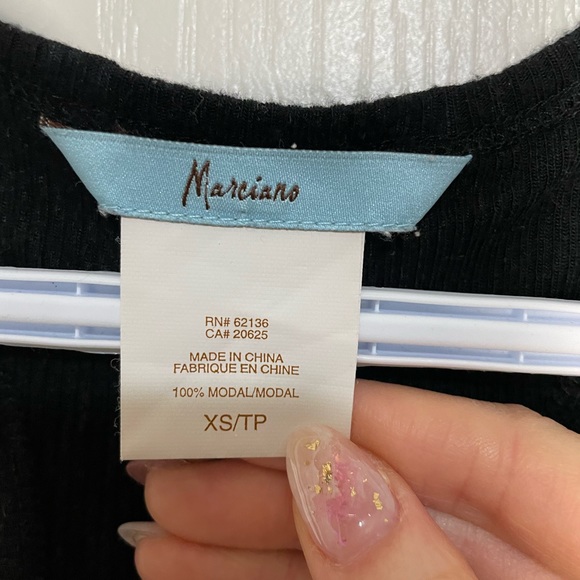 Marciano
RN# 62136
CA# 20625
MADE IN CHINA
FABRIQUE EN CHINE
100% MODAL/MODAL
XS/TP